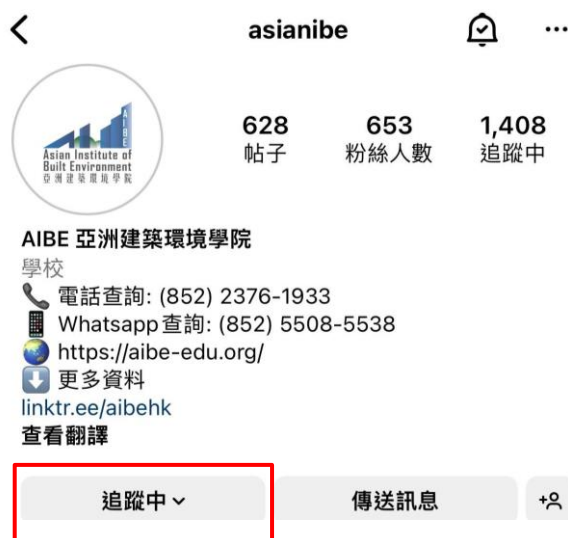 asianibe
628
帖子
653
粉絲人數
1,408
追蹤中
AIBE
Asian Institute of
Built Environment
亞洲建築環境學院
AIBE 亞洲建築環境學院
學校
電話查詢: (852) 2376-1933
Whatsapp查詢: (852) 5508-5538
https://aibe-edu.org/
更多資料
linktr.ee/aibehk
查看翻譯
追蹤中
傳送訊息